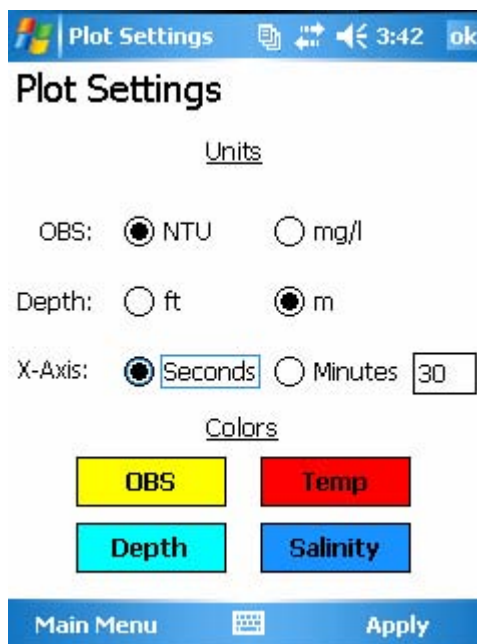 Plot Settings 3:42 ok
Plot Settings
Units
OBS: NTU mg/l
Depth: ft m
X-Axis: Seconds Minutes 30
Colors
OBS Temp
Depth Salinity
Main Menu Apply